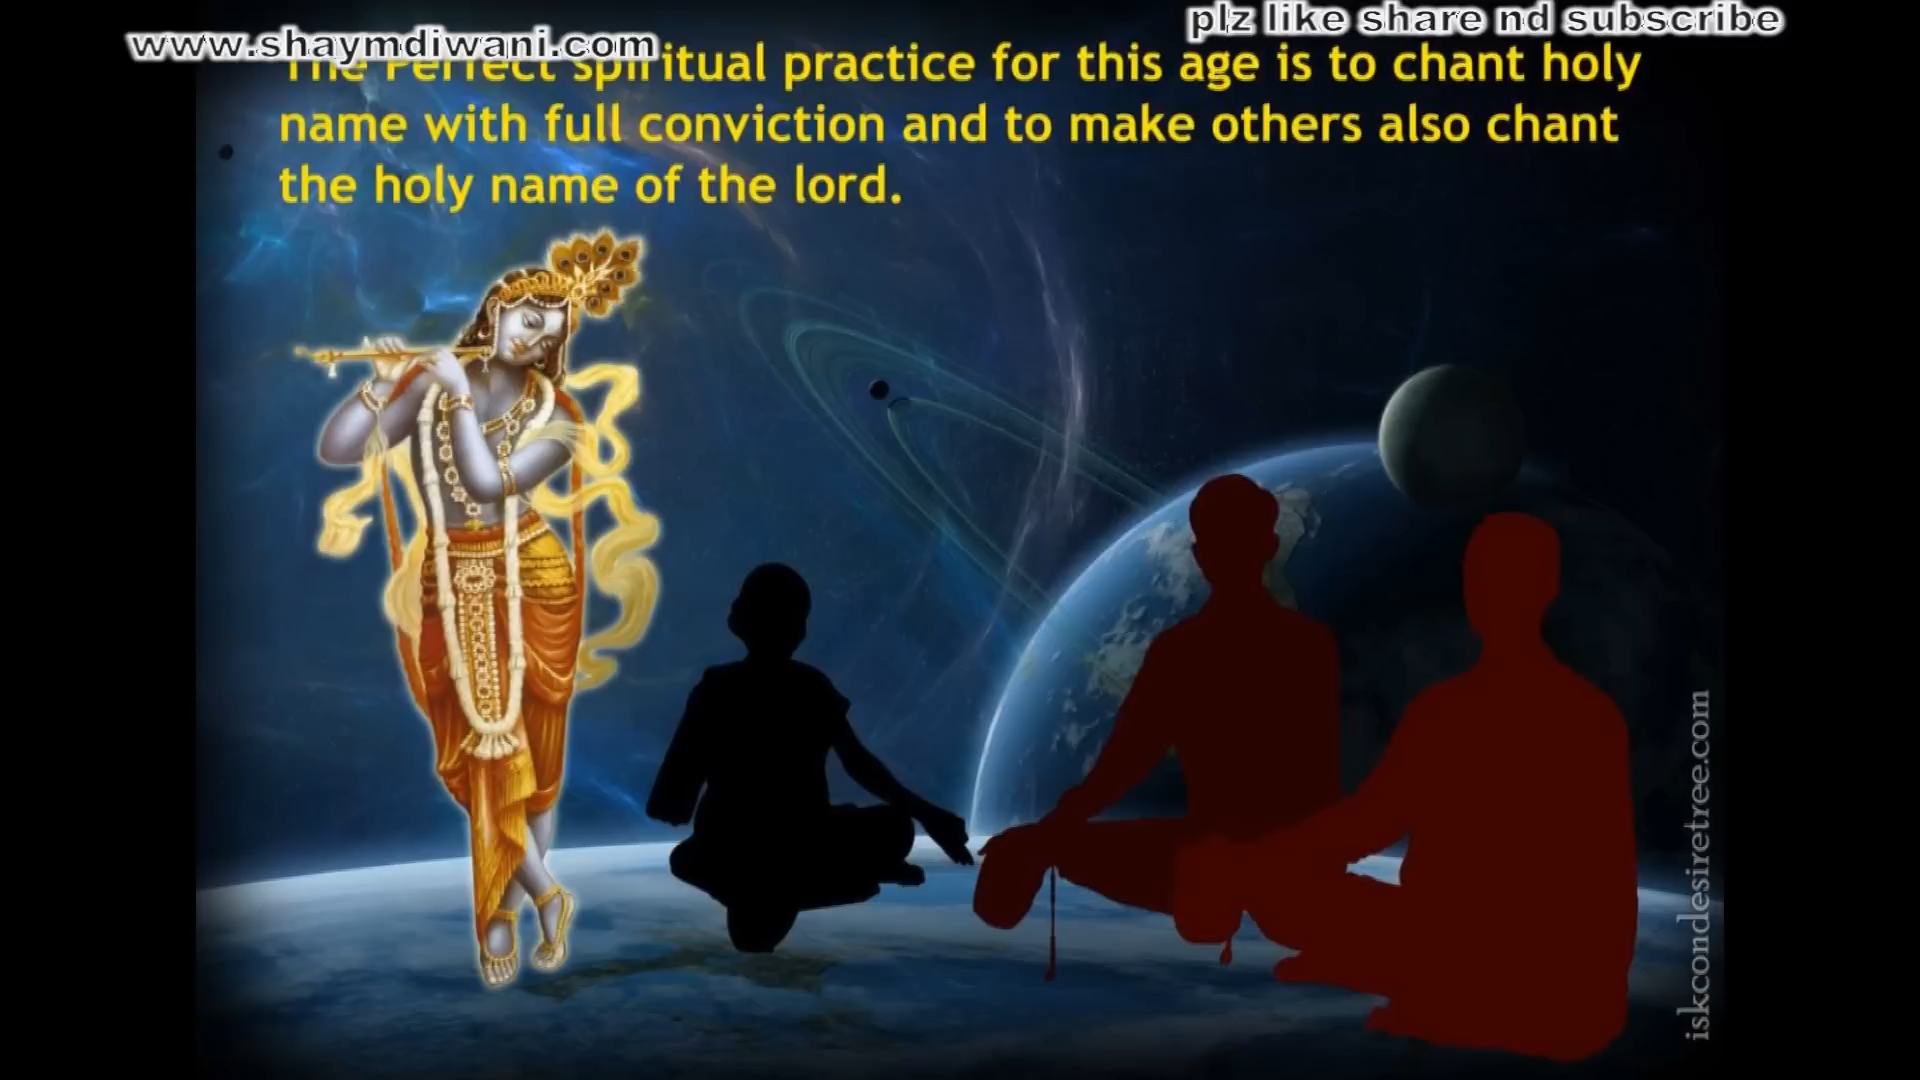 plz like share nd subscribe
www.shaymdiwani.com
The Perfect spiritual practice for this age is to chant holy
name with full conviction and to make others also chant
the holy name of the lord.
iskcondesiretree.com